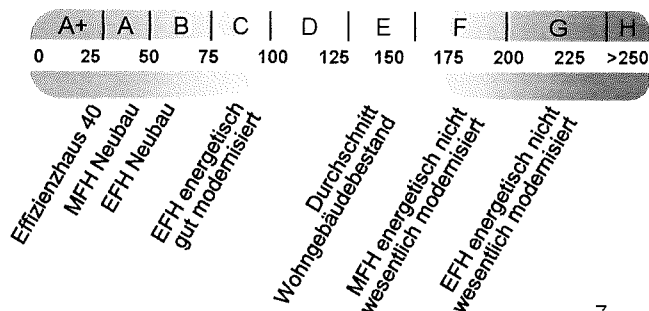 A+ | A | B | C | D | E | F | G | H
0 25 50 75 100 125 150 175 200 225 >250
Effizienzhaus 40
MFH Neubau
EFH Neubau
EFH energetisch
gut modernisiert
Durchschnitt
Wohngebäudebestand
MFH energetisch nicht
wesentlich modernisiert
EFH energetisch nicht
wesentlich modernisiert